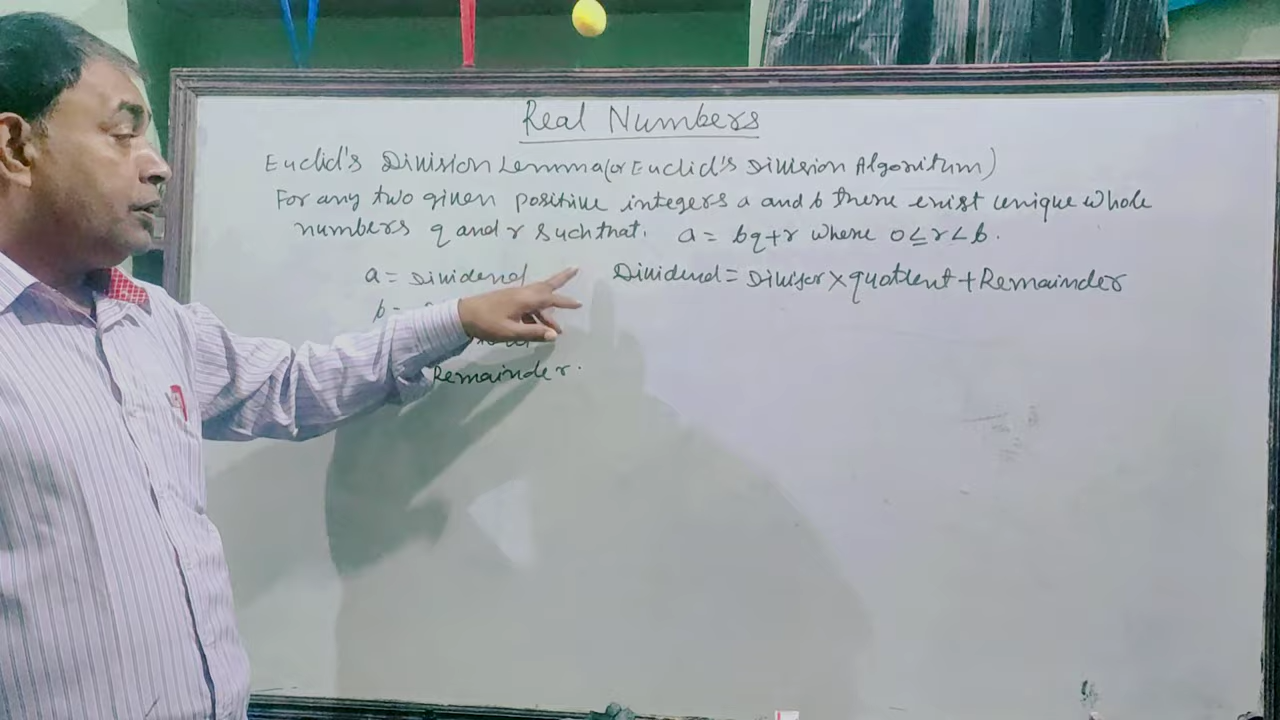 Real Numbers
Euclid's Division Lemma (or Euclid's Division Algorithm)
For any two given positive integers a and b there exist unique whole
numbers q and r such that. a = bq+r where 0≤r<b.
a = Dividend
Dividend = Divisor × quotient + Remainder
b =
Remainder.